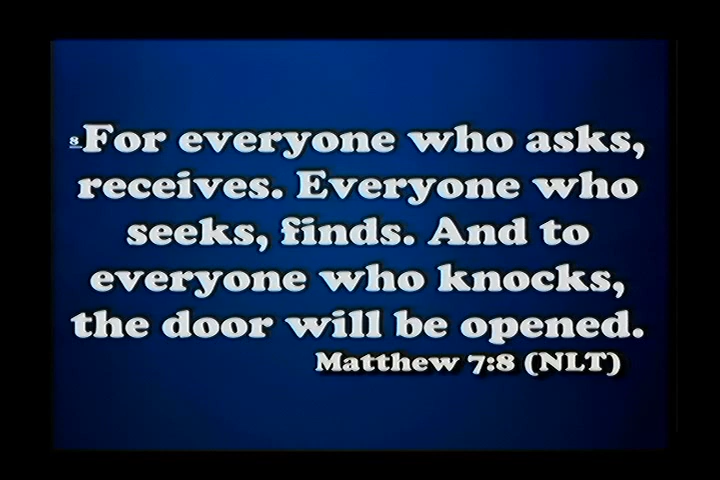 8For everyone who asks,
receives. Everyone who
seeks, finds. And to
everyone who knocks,
the door will be opened.
Matthew 7:8 (NLT)